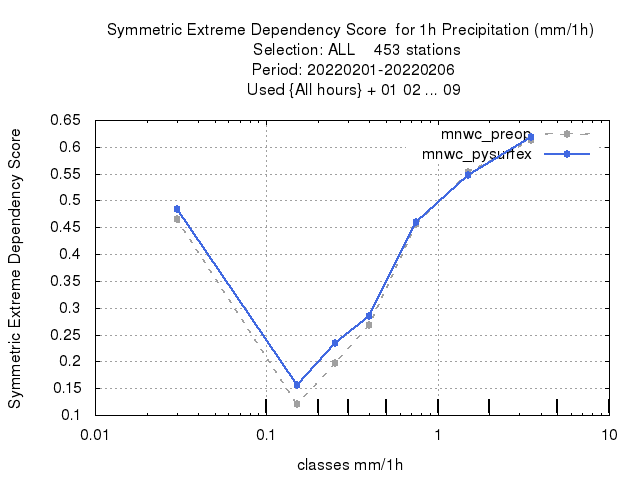 Symmetric Extreme Dependency Score for 1h Precipitation (mm/1h)
Selection: ALL 453 stations
Period: 20220201-20220206
Used {All hours} + 01 02 ... 09
Symmetric Extreme Dependency Score
0.65
0.6
0.55
0.5
0.45
0.4
0.35
0.3
0.25
0.2
0.15
0.1
mnwc_preop
mnwc_pysurfex
0.01
0.1
1
10
classes mm/1h